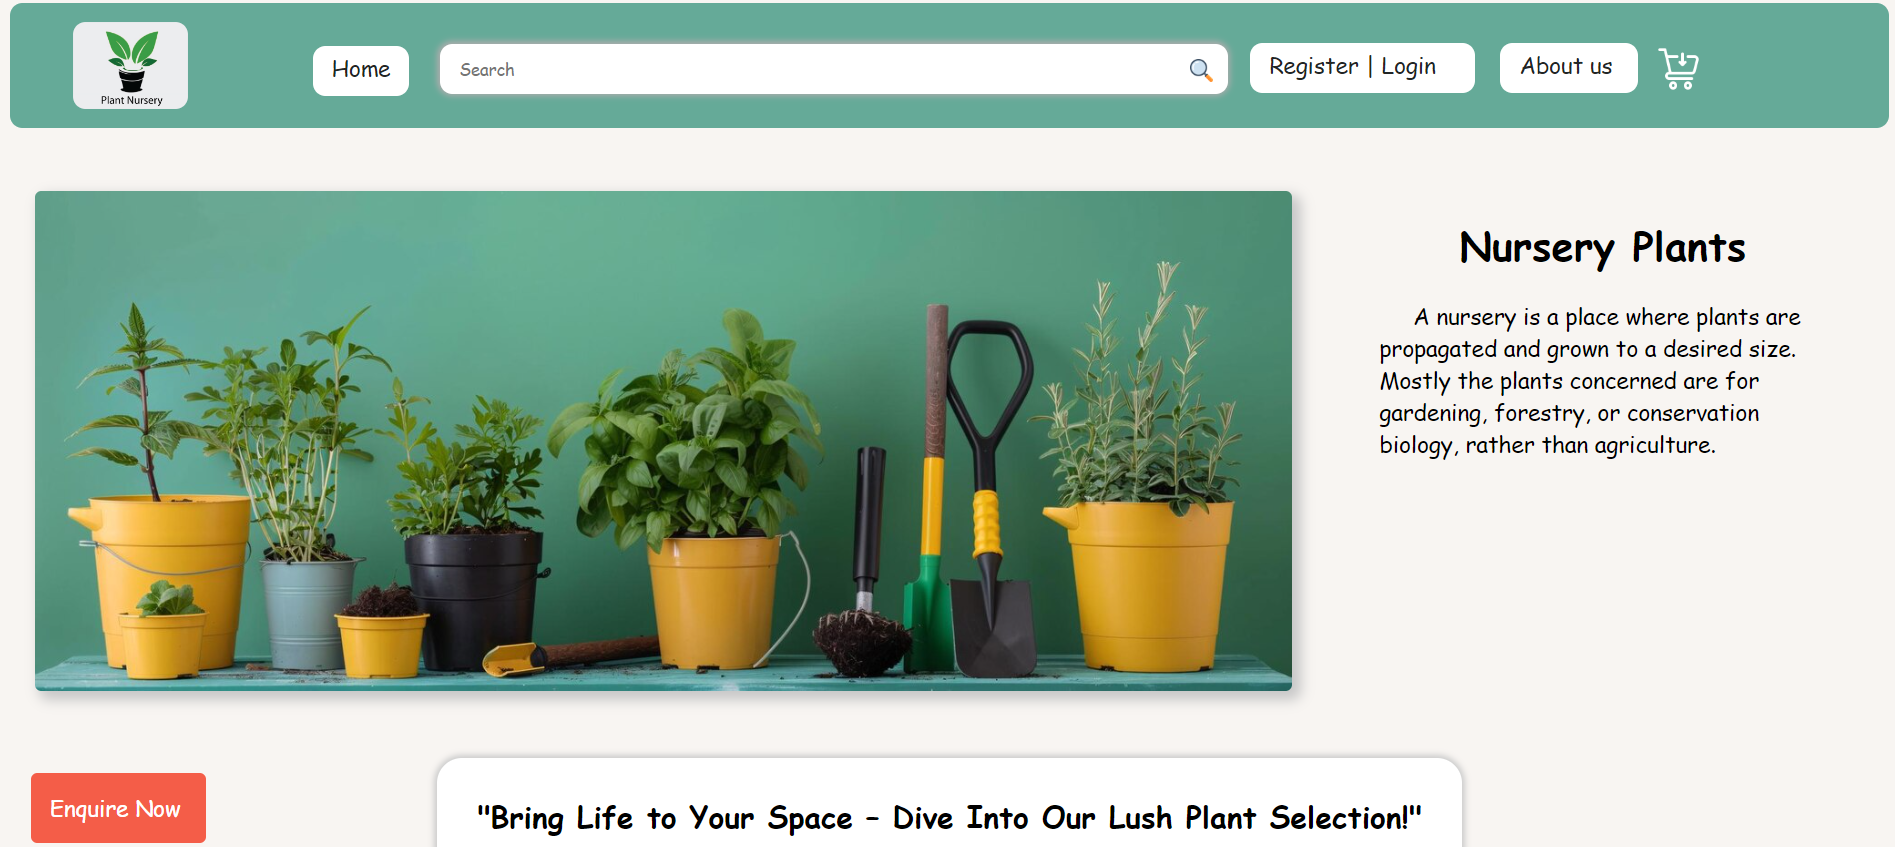 Plant Nursery
Home
Search
Register | Login
About us
Nursery Plants
A nursery is a place where plants are
propagated and grown to a desired size.
Mostly the plants concerned are for
gardening, forestry, or conservation
biology, rather than agriculture.
Enquire Now
"Bring Life to Your Space – Dive Into Our Lush Plant Selection!"